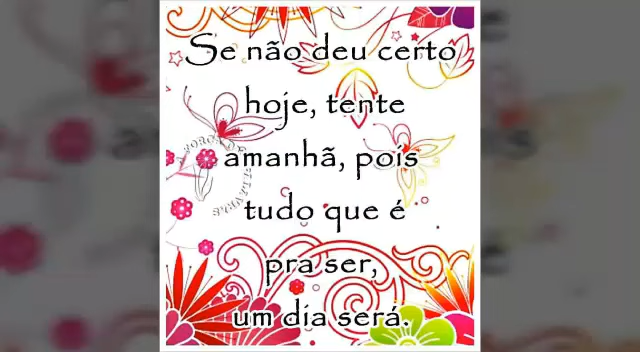 Se não deu certo
hoje, tente
amanhã, pois
tudo que é
pra ser,
um dia será.